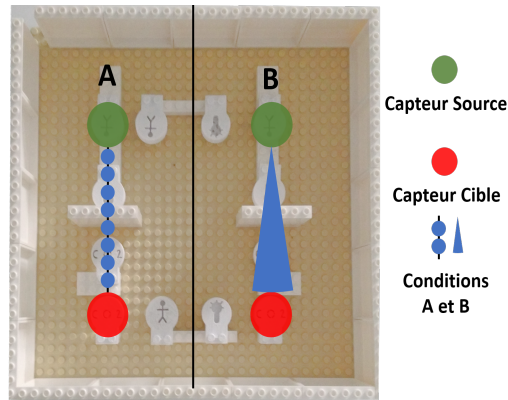 A
B
Capteur Source
Capteur Cible
Conditions
A et B